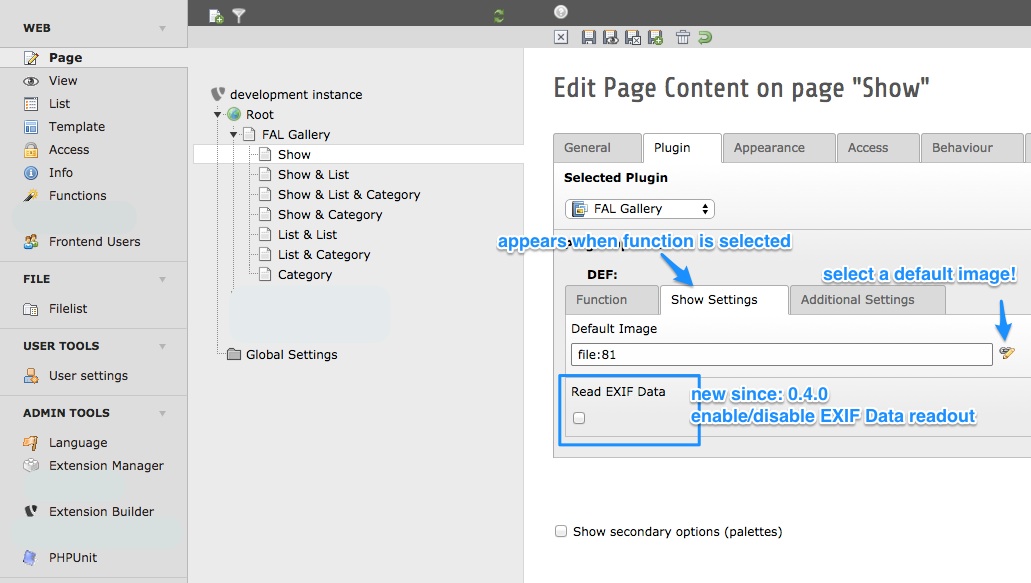 WEB
Page
View
List
Template
Access
Info
Functions
Frontend Users
FILE
Filelist
USER TOOLS
User settings
ADMIN TOOLS
Language
Extension Manager
Extension Builder
PHPUnit
development instance
Root
FAL Gallery
Show
Show & List
Show & List & Category
Show & Category
List & List
List & Category
Category
Global Settings
Edit Page Content on page "Show"
General Plugin Appearance Access Behaviour
Selected Plugin
FAL Gallery
appears when function is selected
DEF:
select a default image!
Function Show Settings Additional Settings
Default Image
file:81
Read EXIF Data
new since: 0.4.0
enable/disable EXIF Data readout
Show secondary options (palettes)